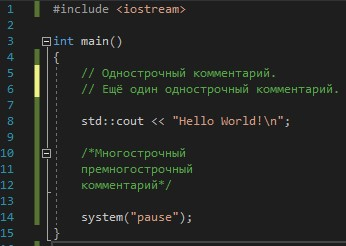 1 #include <iostream>
2
3 int main()
4 {
5 // Однострочный комментарий.
6 // Ещё один однострочный комментарий.
7
8 std::cout << "Hello World!\n";
9
10 /*Многострочный
11 премногострочный
12 комментарий*/
13
14 system("pause");
15 }